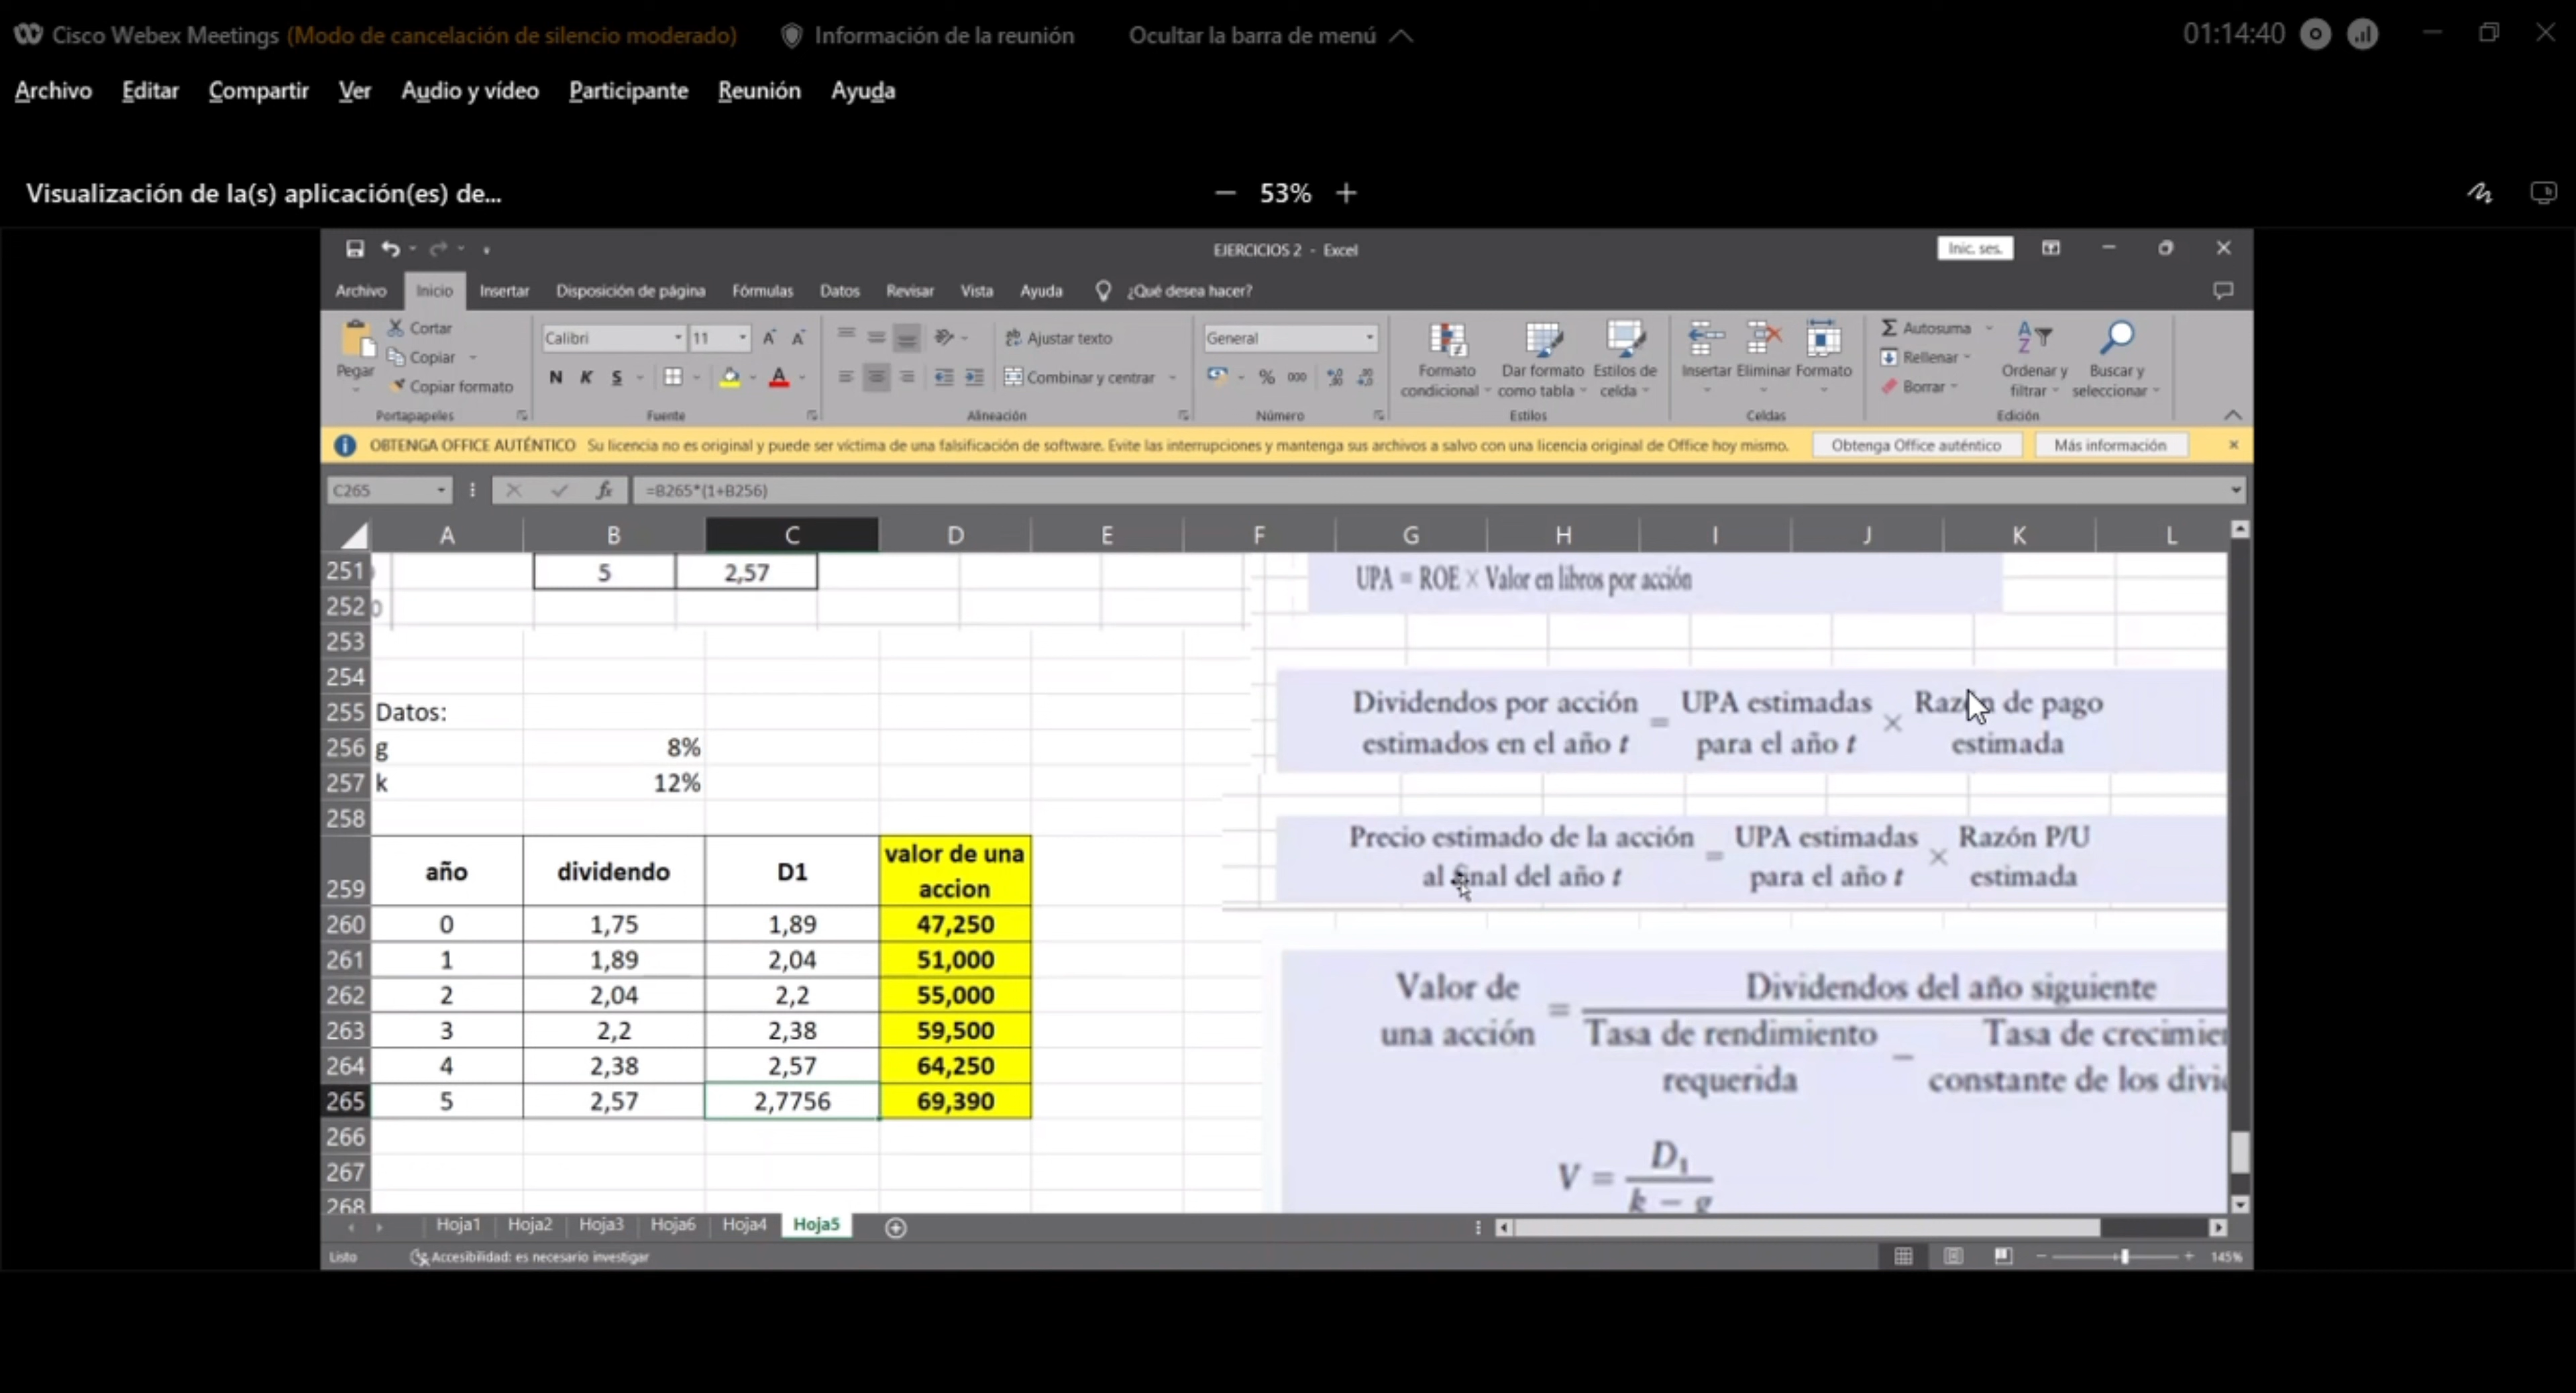 Cisco Webex Meetings (Modo de cancelación de silencio moderado) Información de la reunión Ocultar la barra de menú 01:14:40
Archivo Editar Compartir Ver Audio y vídeo Participante Reunión Ayuda
Visualización de la(s) aplicación(es) de... − 53% +
EJERCICIOS 2 - Excel Inic. ses.
Archivo Inicio Insertar Disposición de página Fórmulas Datos Revisar Vista Ayuda ¿Qué desea hacer?
Pegar Cortar Copiar Copiar formato Portapapeles
Calibri 11 N K S Fuente
Ajustar texto Combinar y centrar Alineación
General % 000 Número
Formato condicional Dar formato como tabla Estilos de celda Estilos
Insertar Eliminar Formato Celdas
Autosuma Rellenar Borrar Ordenar y filtrar Buscar y seleccionar Edición
OBTENGA OFFICE AUTÉNTICO Su licencia no es original y puede ser víctima de una falsificación de software. Evite las interrupciones y mantenga sus archivos a salvo con una licencia original de Office hoy mismo. Obtenga Office auténtico Más información
C265 fx =B265*(1+B256)
A B C D E F G H I J K L
251 5 2,57
252 0
253
254
255 Datos:
256 g 8%
257 k 12%
258
259 año dividendo D1 valor de una accion
260 0 1,75 1,89 47,250
261 1 1,89 2,04 51,000
262 2 2,04 2,2 55,000
263 3 2,2 2,38 59,500
264 4 2,38 2,57 64,250
265 5 2,57 2,7756 69,390
266
267
268
UPA = ROE × Valor en libros por acción
Dividendos por acción estimados en el año t = UPA estimadas para el año t × Razón de pago estimada
Precio estimado de la acción al final del año t = UPA estimadas para el año t × Razón P/U estimada
Valor de una acción = Dividendos del año siguiente
Tasa de rendimiento requerida − Tasa de crecimie
constante de los divi
V = D₁
k − g
Hoja1 Hoja2 Hoja3 Hoja6 Hoja4 Hoja5
Listo Accesibilidad: es necesario investigar 145%